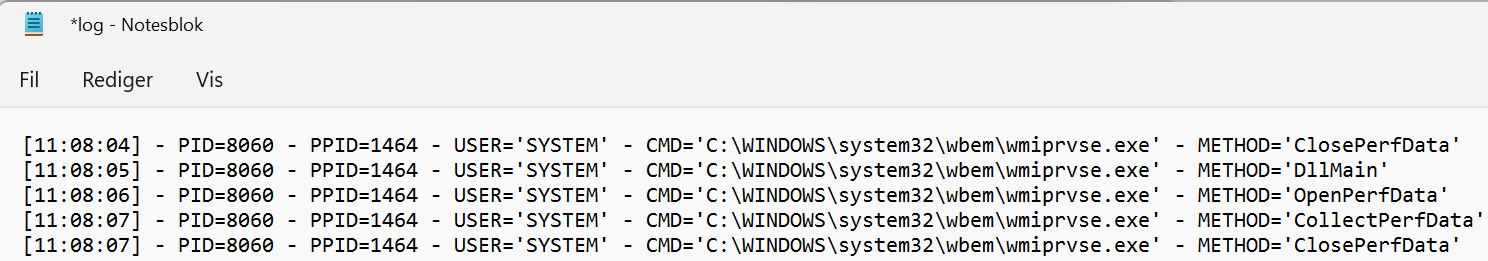 *log - Notesblok
Fil Rediger Vis
[11:08:04] - PID=8060 - PPID=1464 - USER='SYSTEM' - CMD='C:\WINDOWS\system32\wbem\wmiprvse.exe' - METHOD='ClosePerfData'
[11:08:05] - PID=8060 - PPID=1464 - USER='SYSTEM' - CMD='C:\WINDOWS\system32\wbem\wmiprvse.exe' - METHOD='DllMain'
[11:08:06] - PID=8060 - PPID=1464 - USER='SYSTEM' - CMD='C:\WINDOWS\system32\wbem\wmiprvse.exe' - METHOD='OpenPerfData'
[11:08:07] - PID=8060 - PPID=1464 - USER='SYSTEM' - CMD='C:\WINDOWS\system32\wbem\wmiprvse.exe' - METHOD='CollectPerfData'
[11:08:07] - PID=8060 - PPID=1464 - USER='SYSTEM' - CMD='C:\WINDOWS\system32\wbem\wmiprvse.exe' - METHOD='ClosePerfData'